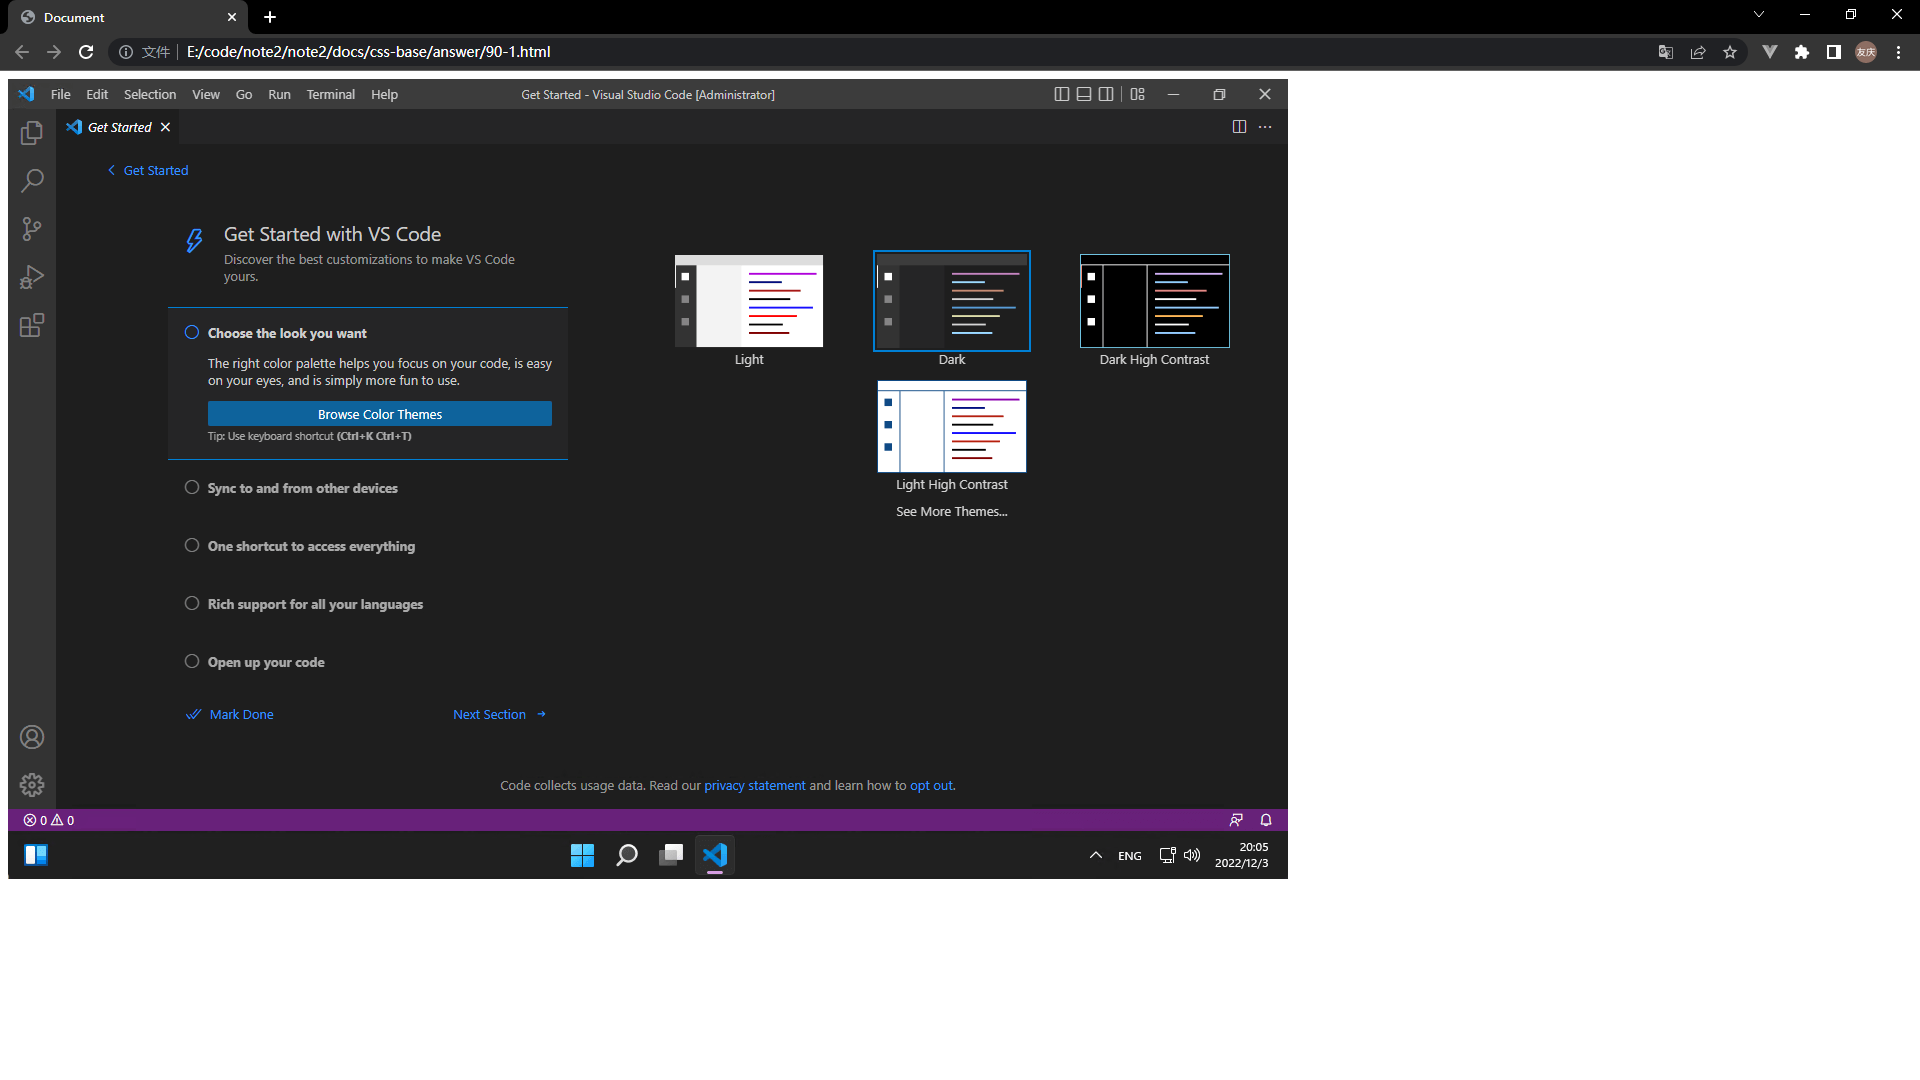 Document
文件 E:/code/note2/note2/docs/css-base/answer/90-1.html
友庆
File Edit Selection View Go Run Terminal Help Get Started - Visual Studio Code [Administrator]
Get Started
Get Started
Get Started with VS Code
Discover the best customizations to make VS Code
yours.
Choose the look you want
The right color palette helps you focus on your code, is easy
on your eyes, and is simply more fun to use.
Browse Color Themes
Tip: Use keyboard shortcut (Ctrl+K Ctrl+T)
Sync to and from other devices
One shortcut to access everything
Rich support for all your languages
Open up your code
Mark Done Next Section
Light Dark Dark High Contrast
Light High Contrast
See More Themes...
Code collects usage data. Read our privacy statement and learn how to opt out.
0 0
ENG
20:05
2022/12/3